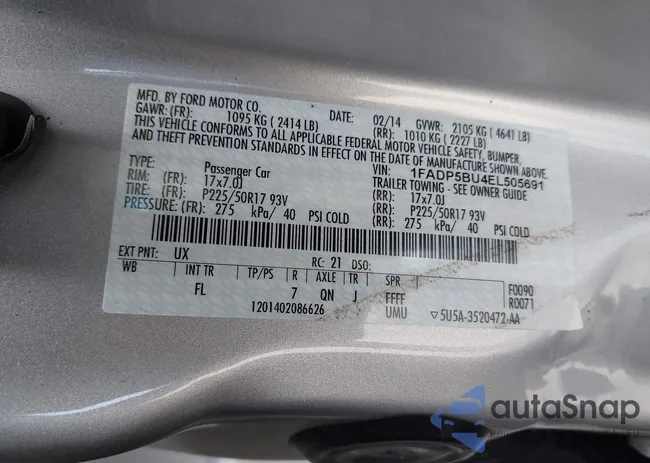 MFD. BY FORD MOTOR CO. DATE: 02/14 GVWR: 2105 KG ( 4641 LB)
GAWR: (FR): 1095 KG ( 2414 LB) (RR): 1010 KG ( 2227 LB)
THIS VEHICLE CONFORMS TO ALL APPLICABLE FEDERAL MOTOR VEHICLE SAFETY, BUMPER,
AND THEFT PREVENTION STANDARDS IN EFFECT ON THE DATE OF MANUFACTURE SHOWN ABOVE.
VIN: 1FADP5BU4EL505691
TYPE: Passenger Car TRAILER TOWING - SEE OWNER GUIDE
RIM: (FR): 17x7.0J (RR): 17x7.0J
TIRE: (FR): P225/50R17 93V (RR): P225/50R17 93V
PRESSURE: (FR): 275 kPa/ 40 PSI COLD (RR): 275 kPa/ 40 PSI COLD
EXT PNT: UX RC: 21 DSO:
WB INT TR TP/PS R AXLE TR SPR F0090
FL 7 QN J FFFF R0071
1201402086626 UMU ▽5U5A-3520472-AA
autaSnap